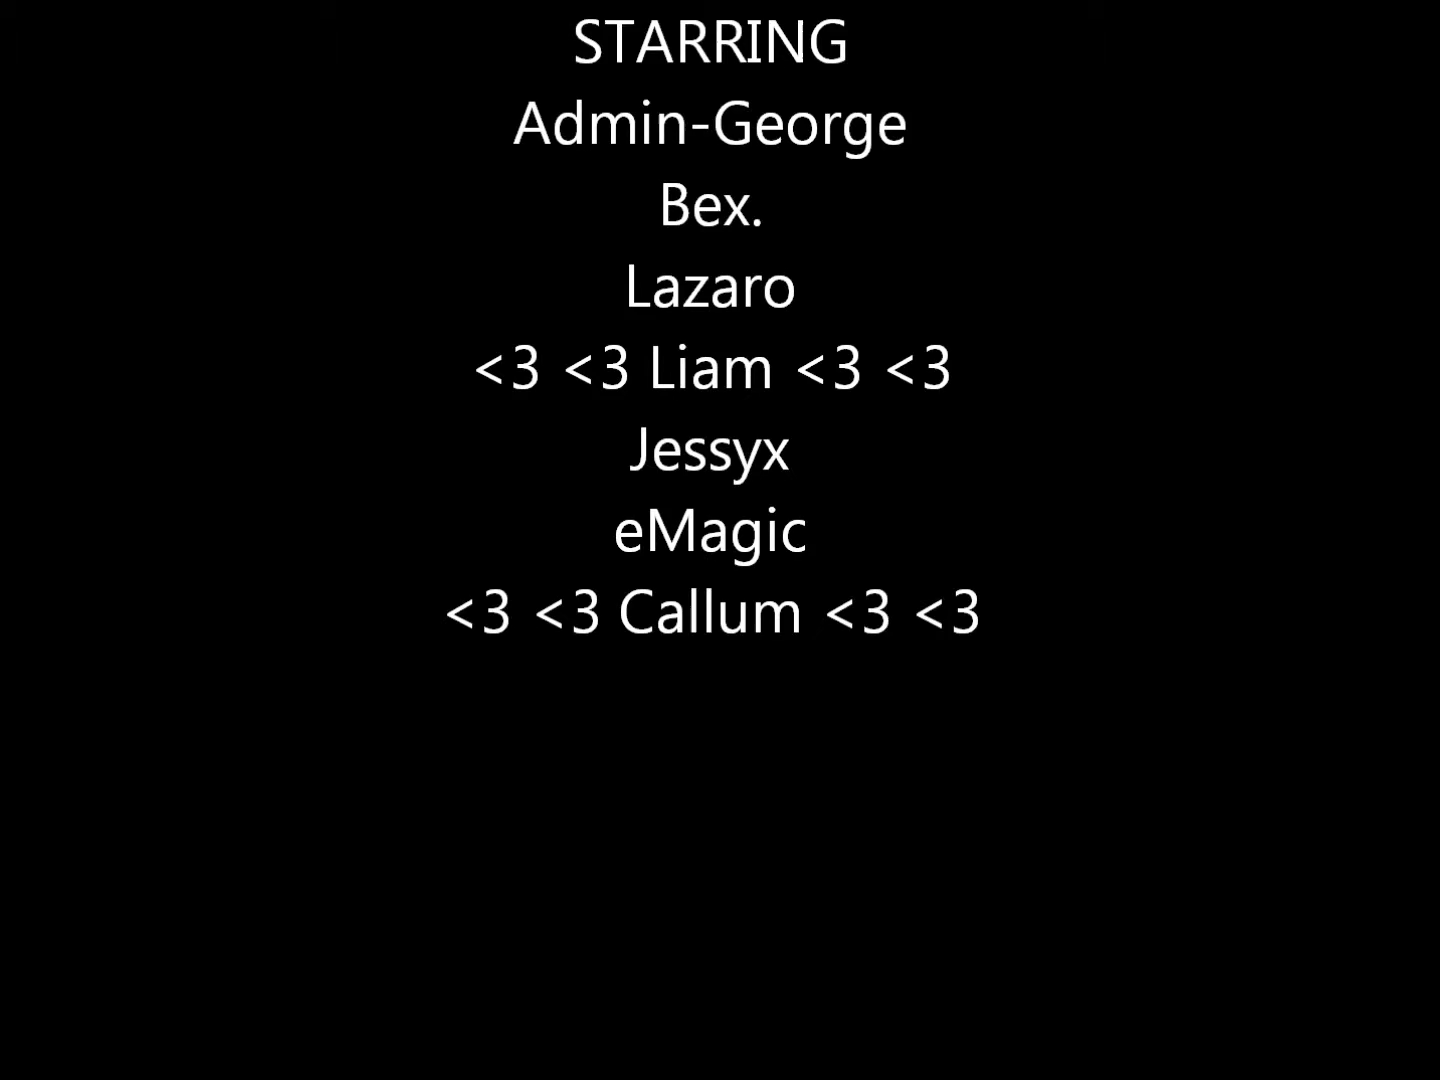 STARRING
Admin-George
Bex.
Lazaro
<3 <3 Liam <3 <3
Jessyx
eMagic
<3 <3 Callum <3 <3